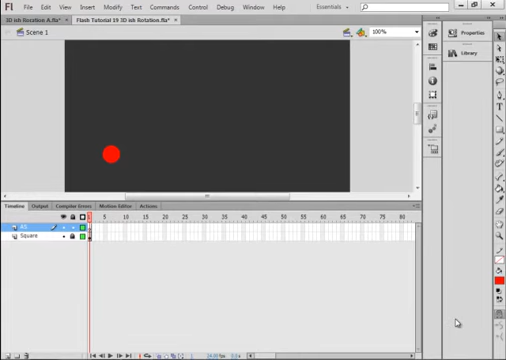 Fl File Edit View Insert Modify Text Commands Control Debug Window Help Essentials
3D ish Rotation A.fla* × Flash Tutorial 19 3D ish Rotation.fla* ×
Scene 1 100%
Properties
Library
Timeline Output Compiler Errors Motion Editor Actions
1 5 10 15 20 25 30 35 40 45 50 55 60 65 70 75 80
AS
Square